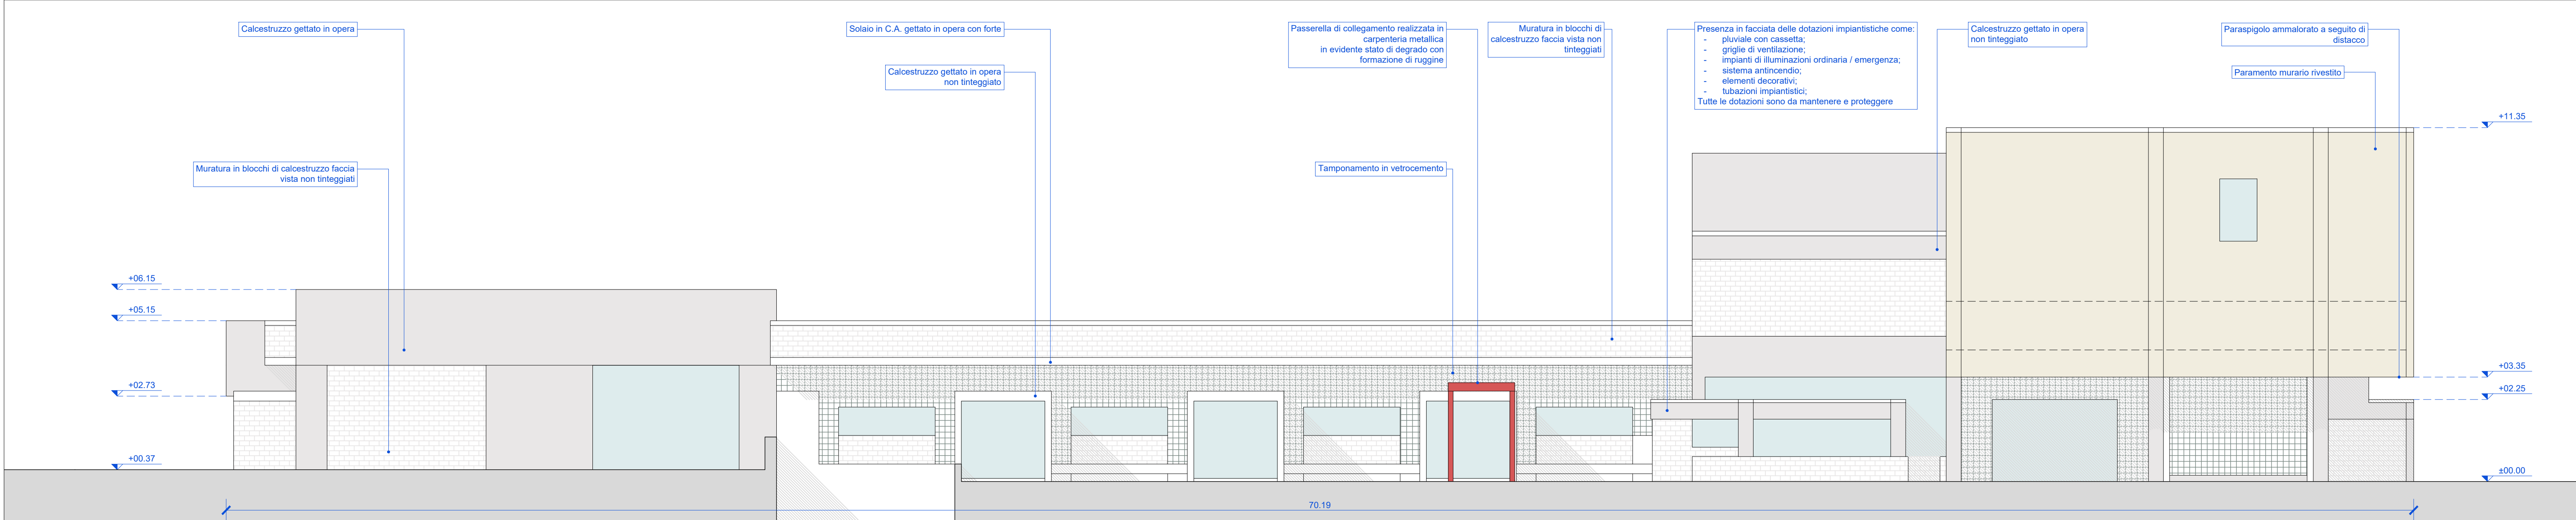 Calcestruzzo gettato in opera
Muratura in blocchi di calcestruzzo faccia
vista non tinteggiati
Solaio in C.A. gettato in opera con forte
Calcestruzzo gettato in opera
non tinteggiato
Passerella di collegamento realizzata in
carpenteria metallica
in evidente stato di degrado con
formazione di ruggine
Tamponamento in vetrocemento
Muratura in blocchi di
calcestruzzo faccia vista non
tinteggiati
Presenza in facciata delle dotazioni impiantistiche come:
- pluviale con cassetta;
- griglie di ventilazione;
- impianti di illuminazioni ordinaria / emergenza;
- sistema antincendio;
- elementi decorativi;
- tubazioni impiantistici;
Tutte le dotazioni sono da mantenere e proteggere
Calcestruzzo gettato in opera
non tinteggiato
Paraspigolo ammalorato a seguito di
distacco
Paramento murario rivestito
+11.35
+06.15
+05.15
+02.73
+00.37
+03.35
+02.25
±00.00
70.19